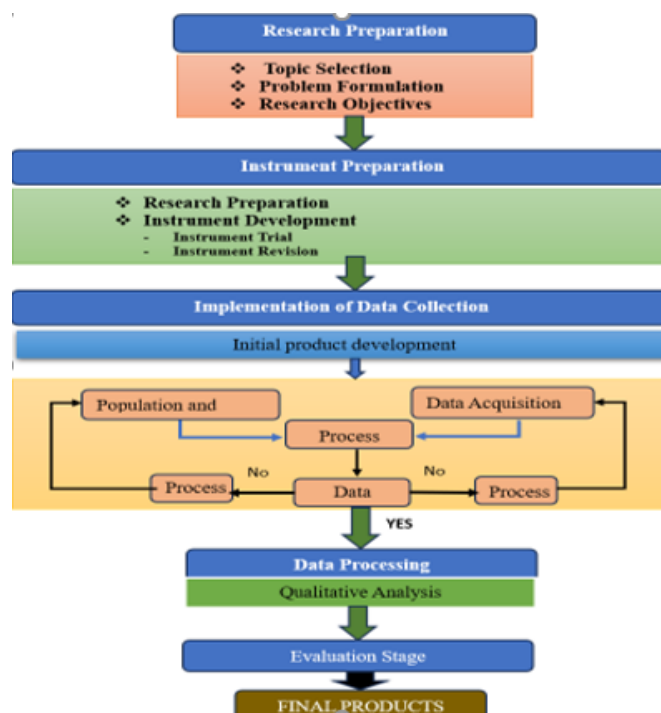 Research Preparation
❖ Topic Selection
❖ Problem Formulation
❖ Research Objectives
Instrument Preparation
❖ Research Preparation
❖ Instrument Development
- Instrument Trial
- Instrument Revision
Implementation of Data Collection
Initial product development
Population and
Data Acquisition
Process
No
No
Process
Data
Process
YES
Data Processing
Qualitative Analysis
Evaluation Stage
FINAL PRODUCTS